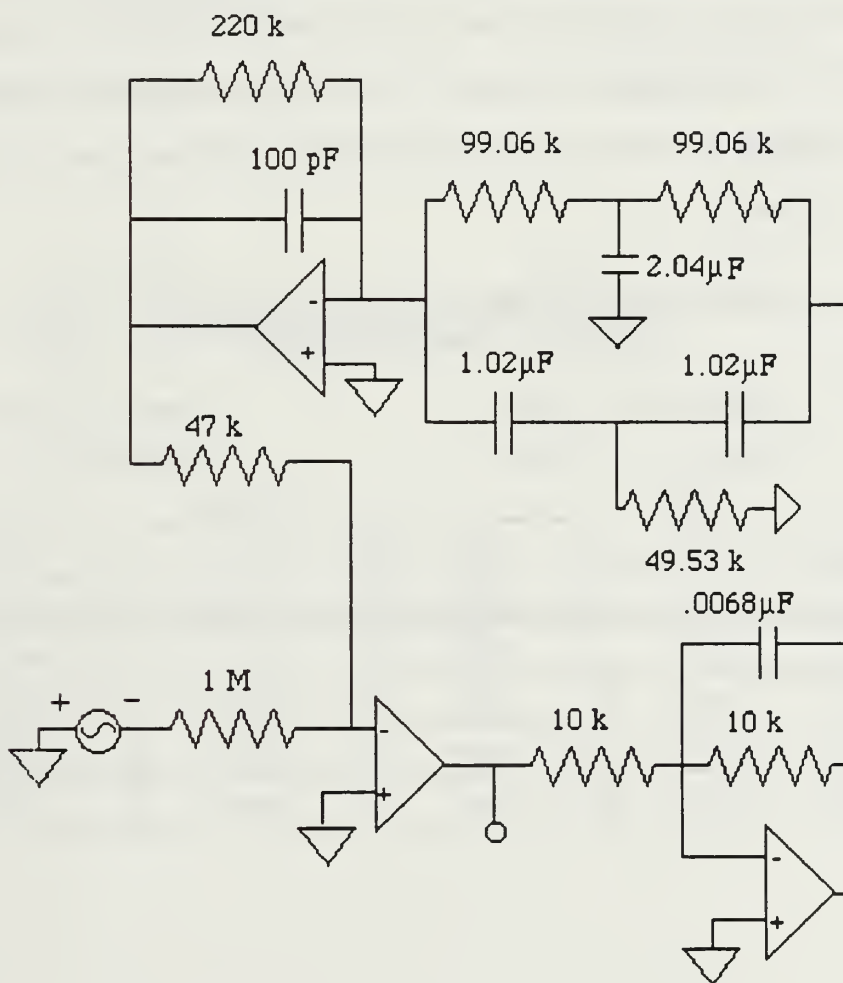 220 k
100 pF
99.06 k
99.06 k
2.04µF
-
+
1.02µF
1.02µF
47 k
49.53 k
.0068µF
+
-
1 M
10 k
10 k
-
+
-
+